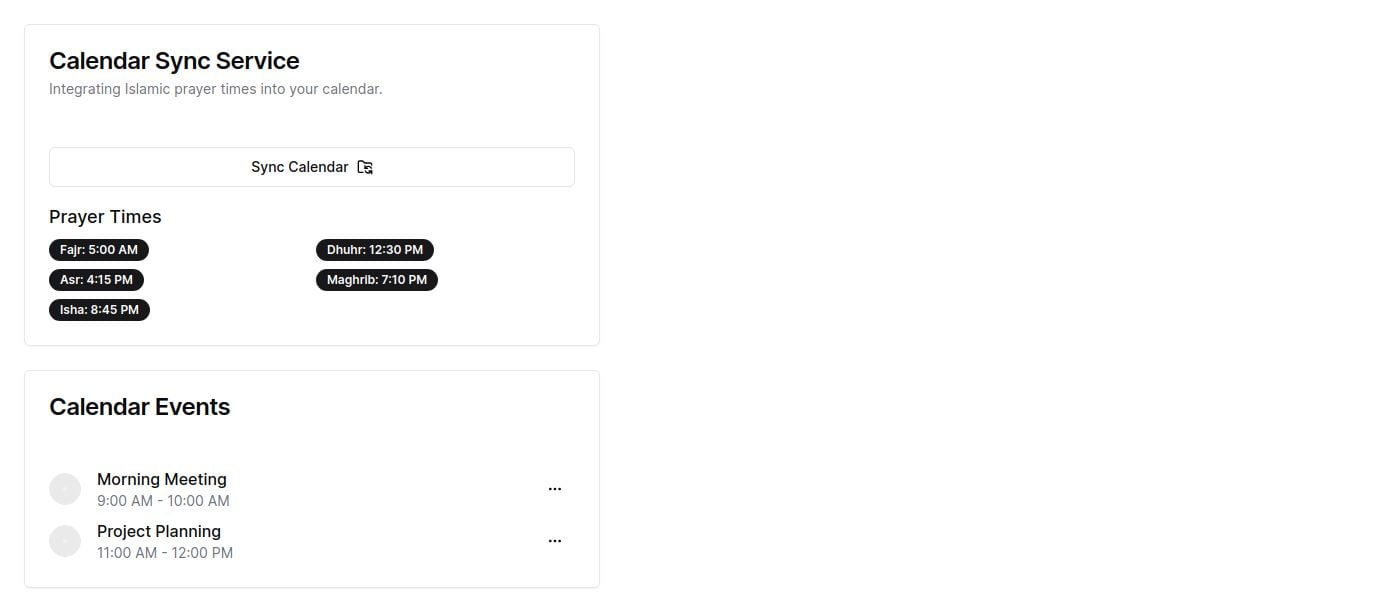 Calendar Sync Service
Integrating Islamic prayer times into your calendar.
Sync Calendar
Prayer Times
Fajr: 5:00 AM
Dhuhr: 12:30 PM
Asr: 4:15 PM
Maghrib: 7:10 PM
Isha: 8:45 PM
Calendar Events
Morning Meeting
9:00 AM - 10:00 AM
Project Planning
11:00 AM - 12:00 PM